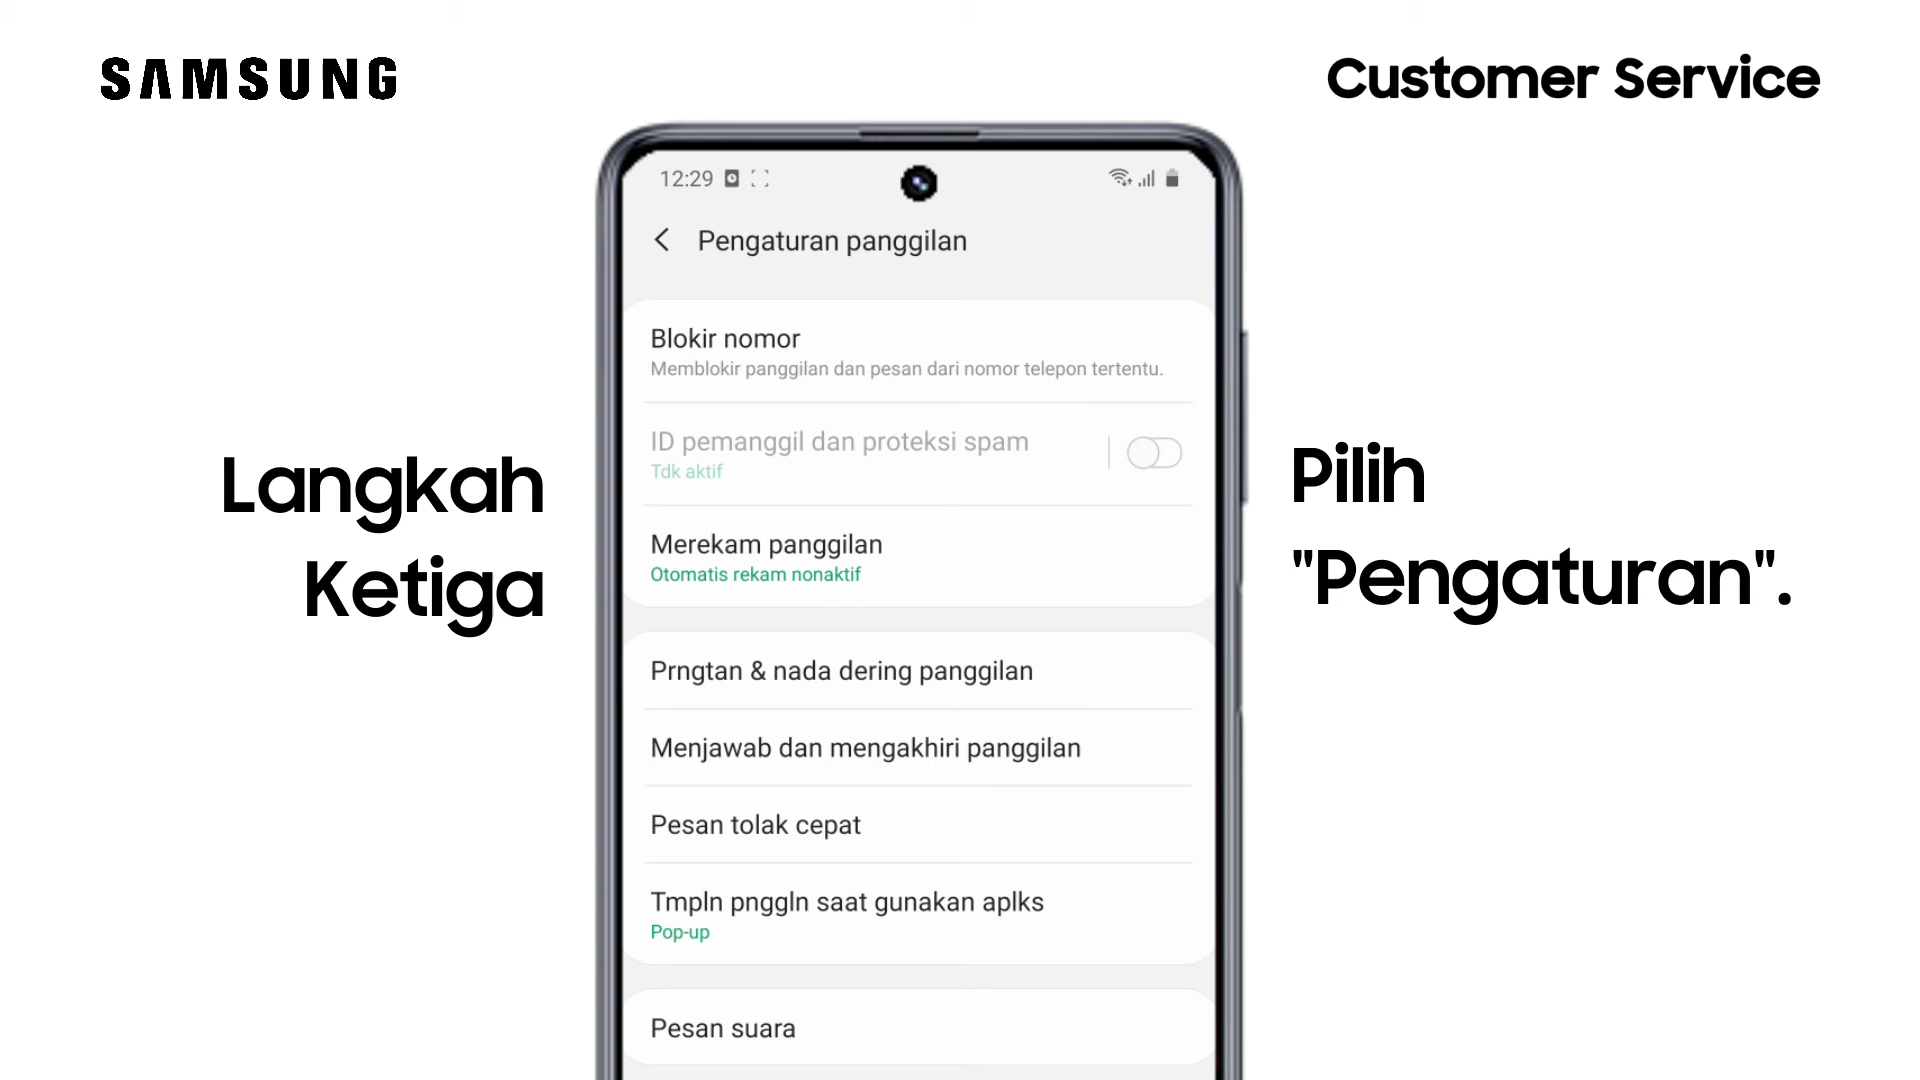 SAMSUNG
Customer Service
12:29
Pengaturan panggilan
Blokir nomor
Memblokir panggilan dan pesan dari nomor telepon tertentu.
ID pemanggil dan proteksi spam
Tdk aktif
Merekam panggilan
Otomatis rekam nonaktif
Prngtan & nada dering panggilan
Menjawab dan mengakhiri panggilan
Pesan tolak cepat
Tmpln pnggln saat gunakan aplks
Pop-up
Pesan suara
Langkah
Ketiga
Pilih
"Pengaturan".